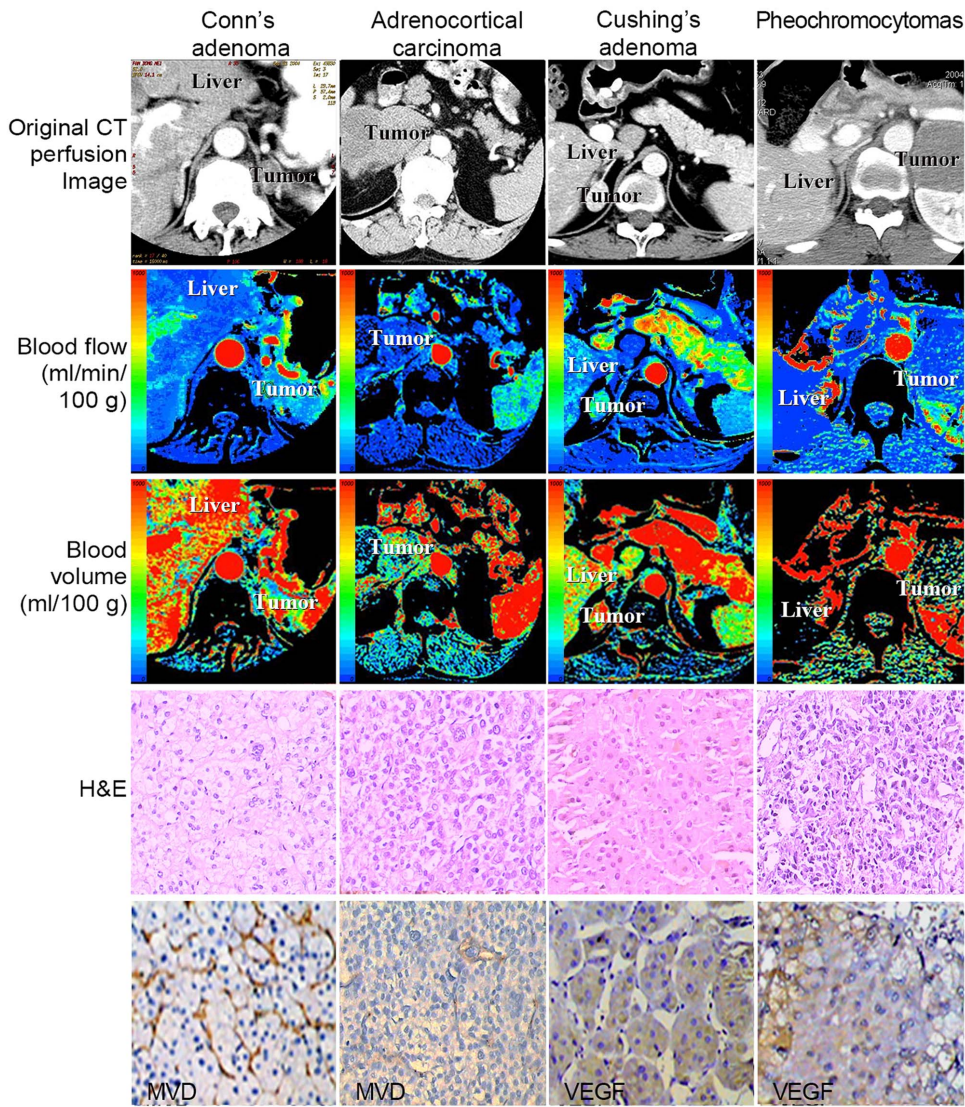 Conn's
adenoma
Adrenocortical
carcinoma
Cushing's
adenoma
Pheochromocytomas
Original CT
perfusion
Image
Liver
Tumor
Tumor
Liver
Tumor
2004
Liver
Tumor
Blood flow
(ml/min/
100 g)
Liver
Tumor
Tumor
Liver
Tumor
Liver
Tumor
Blood
volume
(ml/100 g)
Liver
Tumor
Tumor
Liver
Tumor
Liver
Tumor
H&E
MVD
MVD
VEGF
VEGF